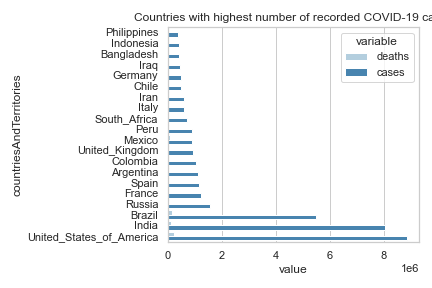 Countries with highest number of recorded COVID-19 ca
Philippines
Indonesia
Bangladesh
Iraq
Germany
Chile
Iran
Italy
South_Africa
Peru
Mexico
United_Kingdom
Colombia
Argentina
Spain
France
Russia
Brazil
India
United_States_of_America
countriesAndTerritories
variable
deaths
cases
0 2 4 6 8
1e6
value